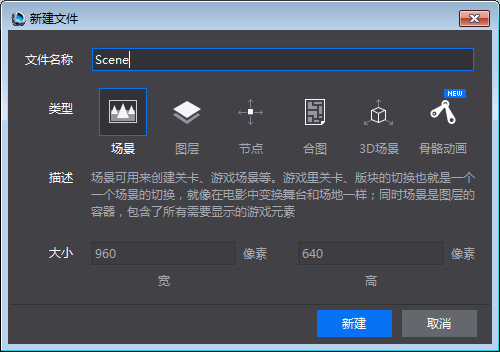 新建文件
文件名称
Scene
类型
NEW
场景
图层
节点
合图
3D场景
骨骼动画
描述
场景可用来创建关卡、游戏场景等。游戏里关卡、版块的切换也就是一个
一个场景的切换，就像在电影中变换舞台和场地一样；同时场景是图层的
容器，包含了所有需要显示的游戏元素
大小
960
像素
640
像素
宽
高
新建
取消